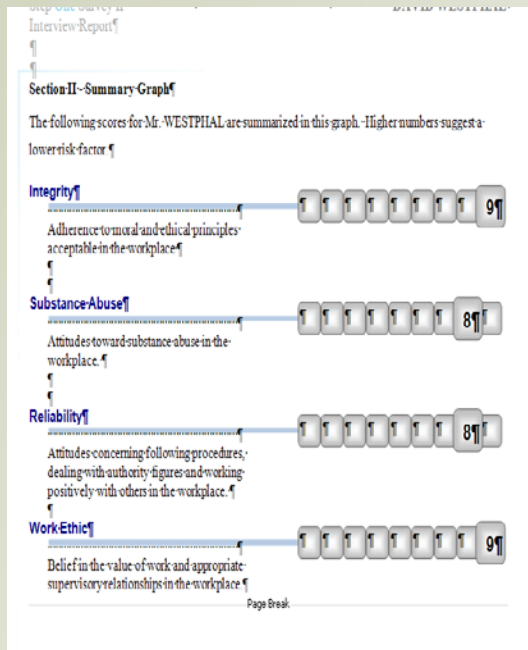 Step One Survey II DAVID WESTPHAL
Interview Report¶
¶
¶
Section II ~ Summary Graph¶
The following scores for Mr. WESTPHAL are summarized in this graph. Higher numbers suggest a
lower risk factor ¶
Integrity¶
¶ ¶ ¶ ¶ ¶ ¶ ¶ ¶ 9¶
¶
Adherence to moral and ethical principles
acceptable in the workplace¶
¶
¶
Substance Abuse¶
¶ ¶ ¶ ¶ ¶ ¶ ¶ 8¶ ¶
¶
Attitudes toward substance abuse in the
workplace. ¶
¶
¶
Reliability¶
¶ ¶ ¶ ¶ ¶ ¶ ¶ 8¶ ¶
¶
Attitudes concerning following procedures,
dealing with authority figures and working
positively with others in the workplace. ¶
¶
Work Ethic¶
¶ ¶ ¶ ¶ ¶ ¶ ¶ ¶ 9¶
¶
Belief in the value of work and appropriate
supervisory relationships in the workplace.¶
Page Break